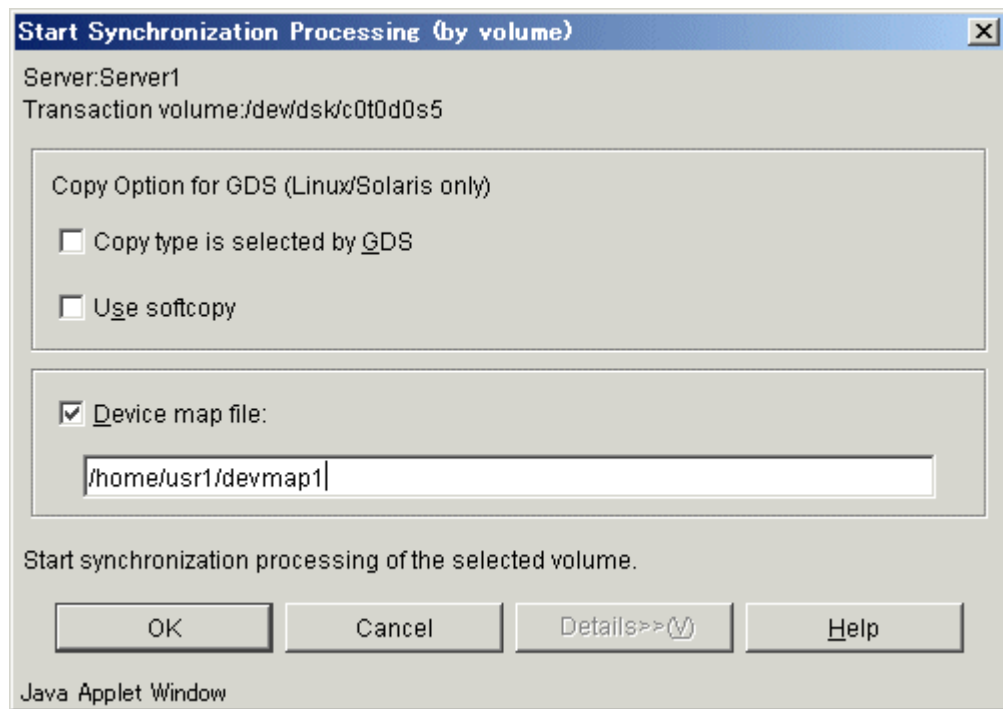 Start Synchronization Processing (by volume)
Server:Server1
Transaction volume:/dev/dsk/c0t0d0s5
Copy Option for GDS (Linux/Solaris only)
Copy type is selected by GDS
Use softcopy
Device map file:
/home/usr1/devmap1
Start synchronization processing of the selected volume.
OK Cancel Details>>(V) Help
Java Applet Window